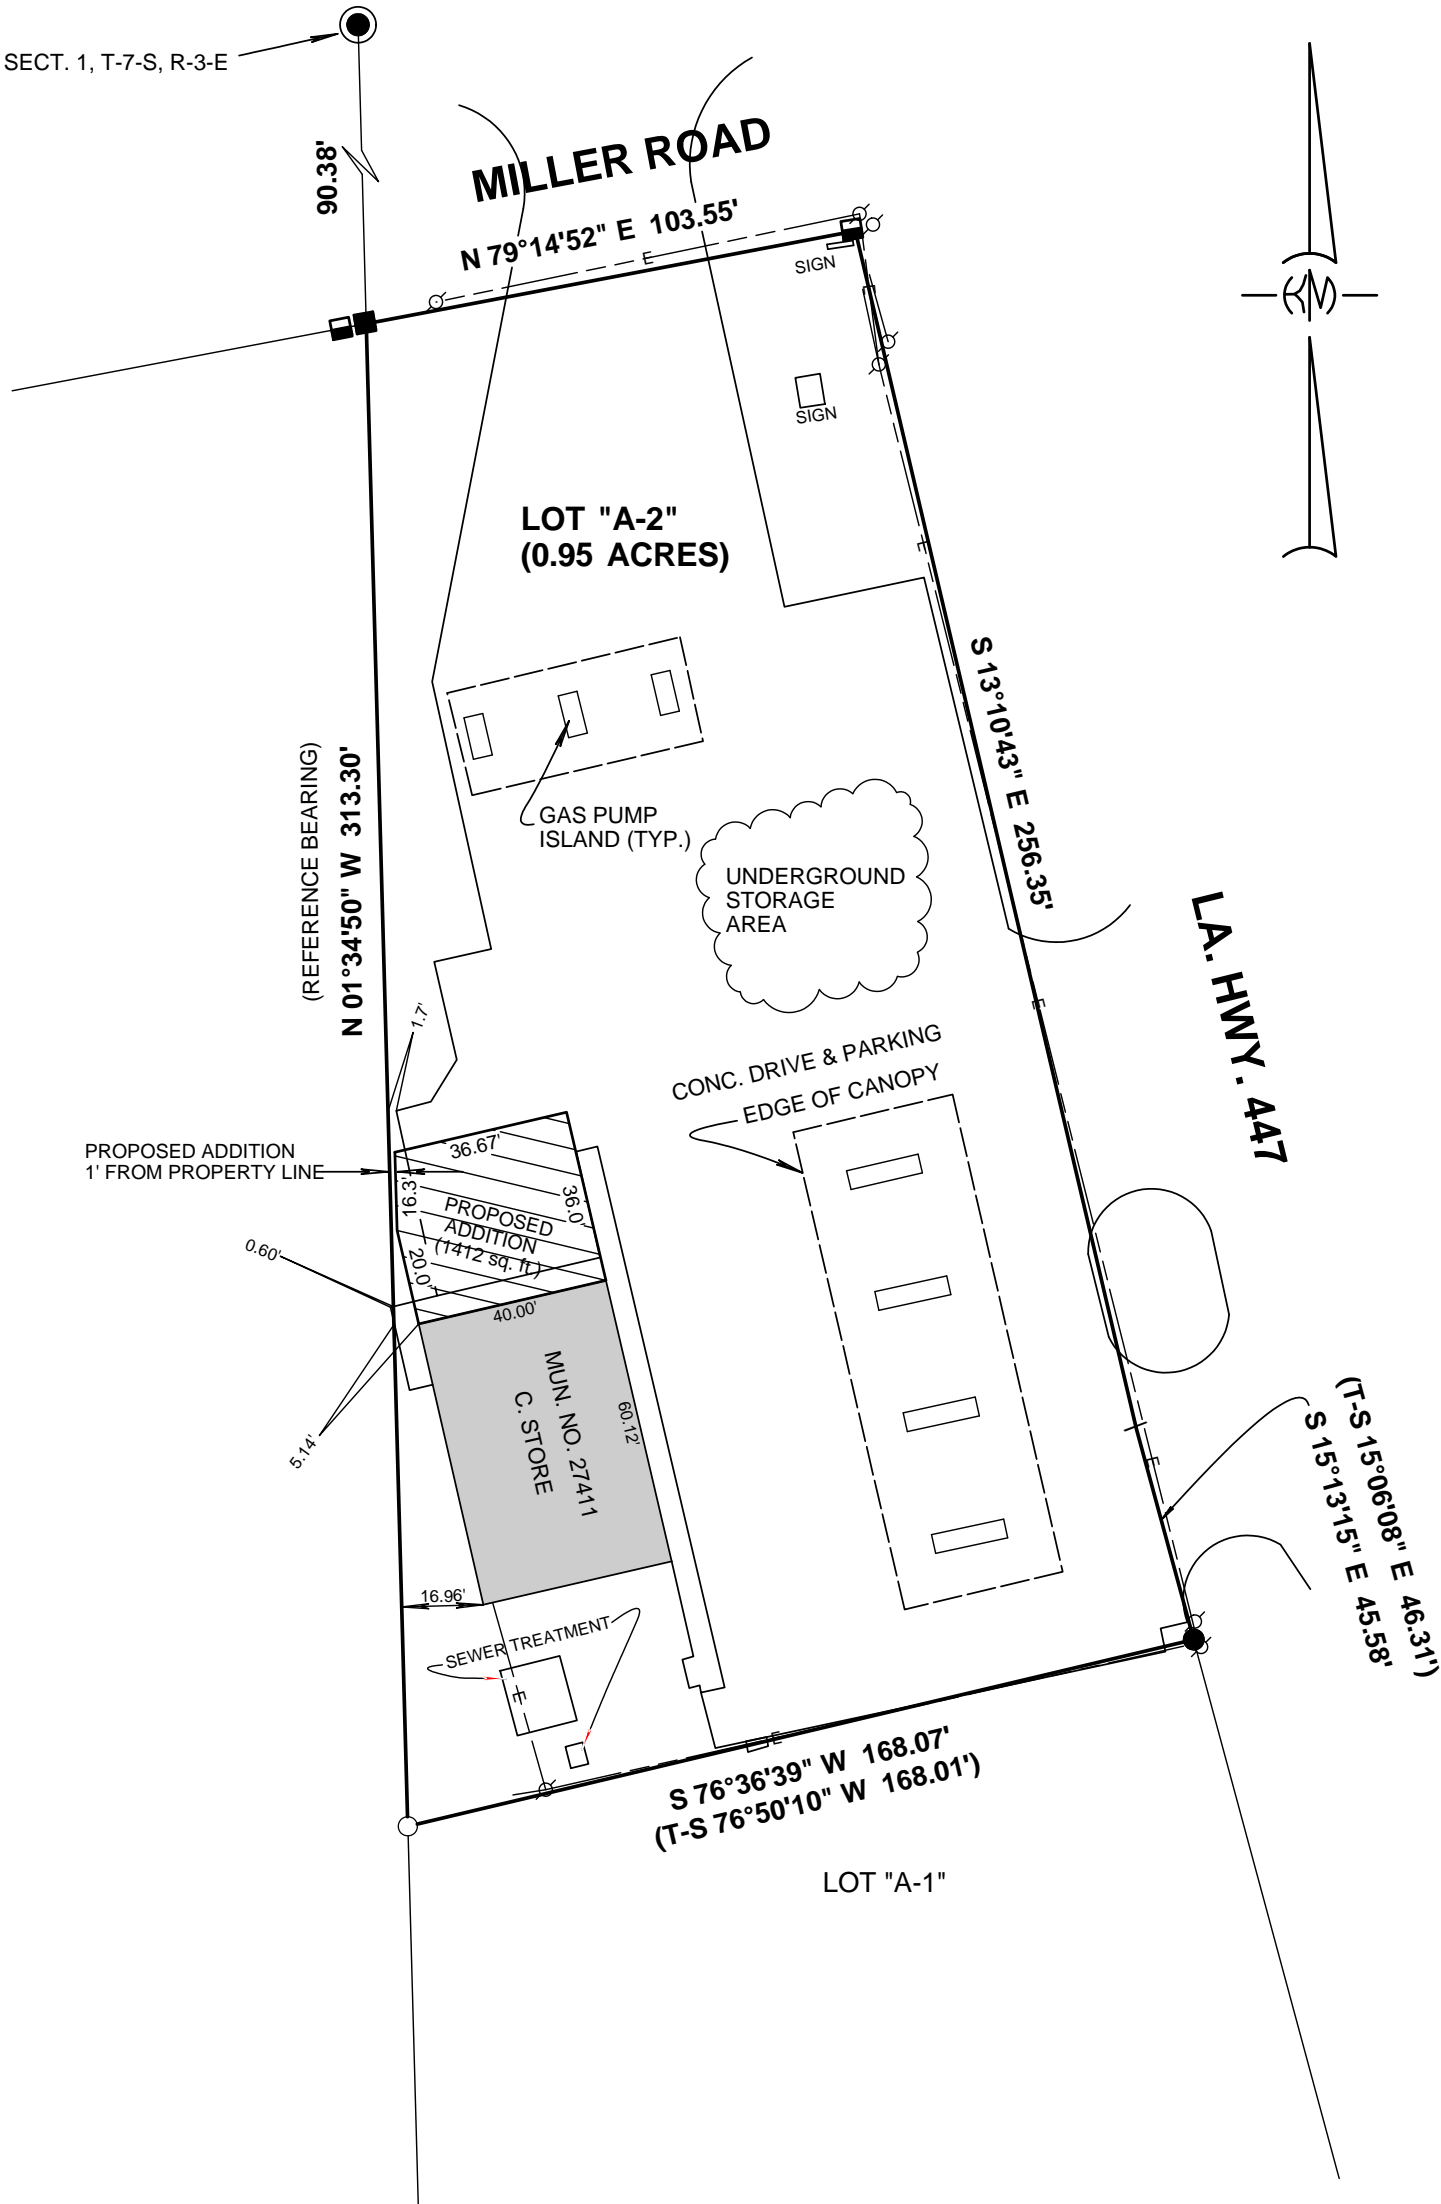 SECT. 1, T-7-S, R-3-E
90.38'
MILLER ROAD
N 79°14'52" E 103.55'
E
SIGN
SIGN
LOT "A-2"
(0.95 ACRES)
E
S 13°10'43" E 256.35'
(REFERENCE BEARING)
N 01°34'50" W 313.30'
GAS PUMP
ISLAND (TYP.)
UNDERGROUND
STORAGE
AREA
LA. HWY. 447
1.7'
E
CONC. DRIVE & PARKING
EDGE OF CANOPY
PROPOSED ADDITION
1' FROM PROPERTY LINE
36.67'
16.3'
36.0'
PROPOSED
ADDITION
(1412 sq. ft.)
20.0'
0.60'
40.00'
MUN. NO. 27411
C. STORE
60.12'
5.14'
(T-S 15°06'08" E 46.31')
S 15°13'15" E 45.58'
E
16.96'
SEWER TREATMENT
E
E
S 76°36'39" W 168.07'
(T-S 76°50'10" W 168.01')
LOT "A-1"